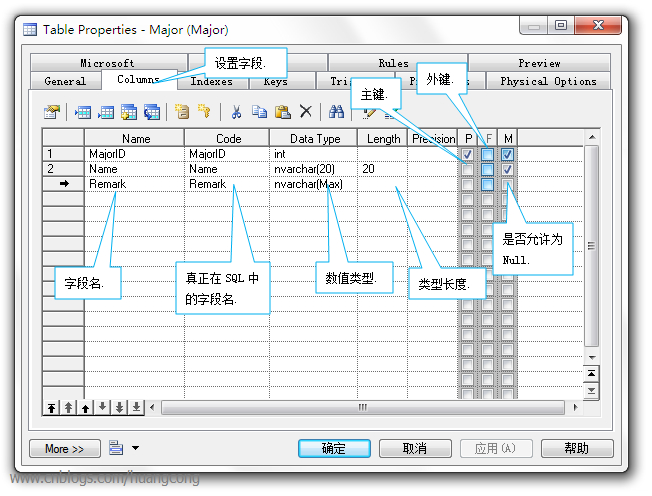 Table Properties - Major (Major)
Microsoft
Rules
Preview
设置字段.
General
Columns
Indexes
Keys
Physical Options
主键.
外键.
Name
Code
Data Type
Length
Precision
P
F
M
1
MajorID
MajorID
int
2
Name
Name
nvarchar(20)
20
Remark
Remark
nvarchar(Max)
字段名.
真正在 SQL 中
的字段名.
数值类型.
类型长度.
是否允许为
Null.
More >>
确定
取消
应用(A)
帮助
www.cnblogs.com/huangcong